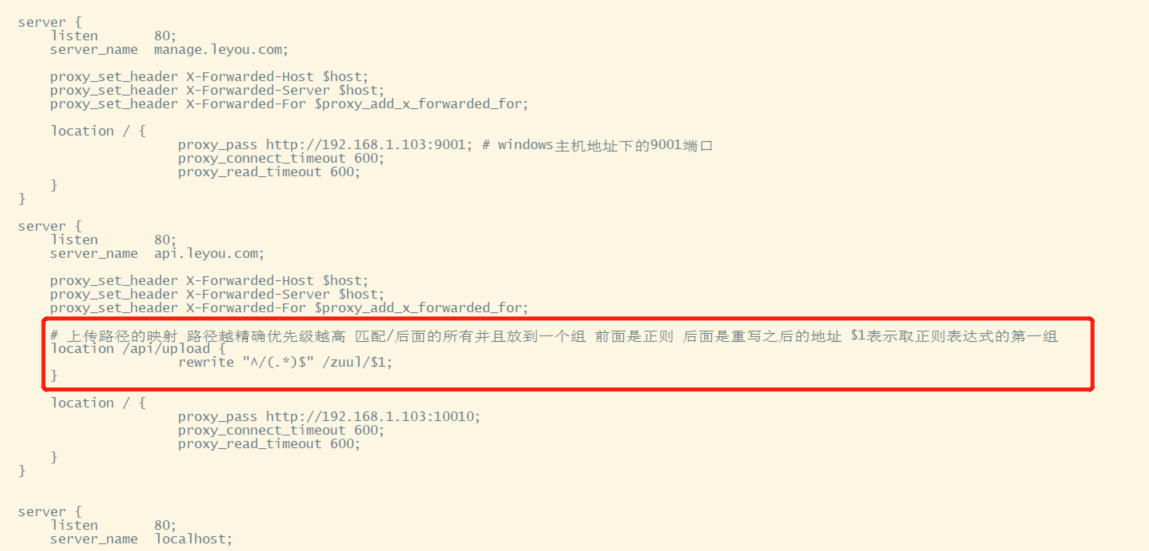 server {
    listen       80;
    server_name  manage.leyou.com;

    proxy_set_header X-Forwarded-Host $host;
    proxy_set_header X-Forwarded-Server $host;
    proxy_set_header X-Forwarded-For $proxy_add_x_forwarded_for;

    location / {
                    proxy_pass http://192.168.1.103:9001; # windows主机地址下的9001端口
                    proxy_connect_timeout 600;
                    proxy_read_timeout 600;
    }
}

server {
    listen       80;
    server_name  api.leyou.com;

    proxy_set_header X-Forwarded-Host $host;
    proxy_set_header X-Forwarded-Server $host;
    proxy_set_header X-Forwarded-For $proxy_add_x_forwarded_for;

    # 上传路径的映射 路径越精确优先级越高 匹配/后面的所有并且放到一个组 前面是正则 后面是重写之后的地址 $1表示取正则表达式的第一组
    location /api/upload {
                    rewrite "^/(.*)$" /zuul/$1;
    }

    location / {
                    proxy_pass http://192.168.1.103:10010;
                    proxy_connect_timeout 600;
                    proxy_read_timeout 600;
    }
}


server {
    listen       80;
    server_name  localhost;